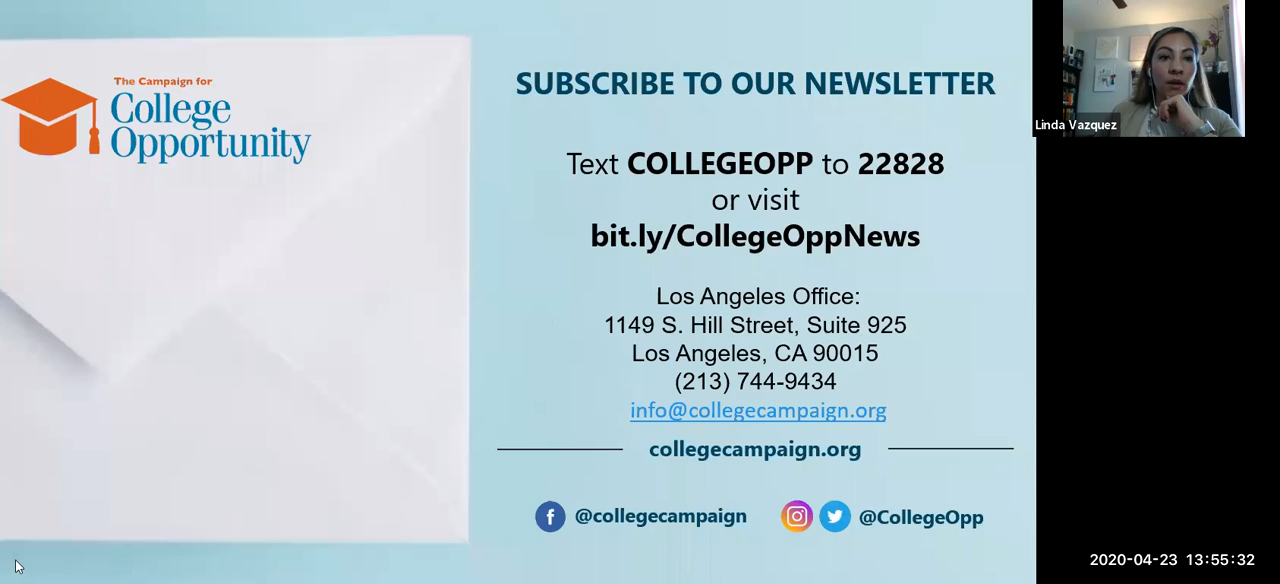 The Campaign for
College
Opportunity
SUBSCRIBE TO OUR NEWSLETTER
Text COLLEGEOPP to 22828
or visit
bit.ly/CollegeOppNews
Los Angeles Office:
1149 S. Hill Street, Suite 925
Los Angeles, CA 90015
(213) 744-9434
info@collegecampaign.org
collegecampaign.org
f @collegecampaign
@CollegeOpp
Linda Vazquez
2020-04-23 13:55:32